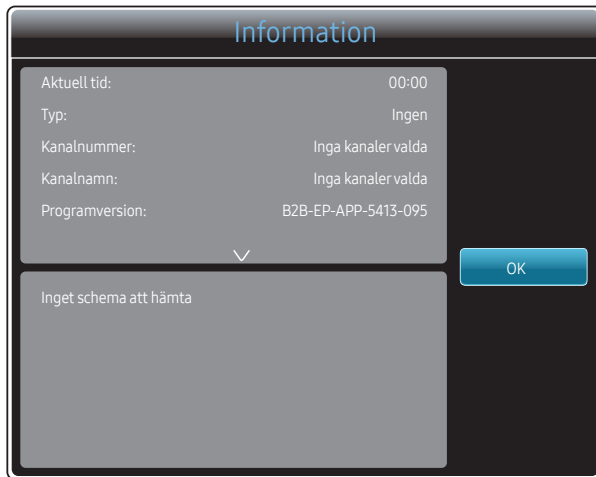 Information
Aktuell tid: 00:00
Typ: Ingen
Kanalnummer: Inga kanaler valda
Kanalnamn: Inga kanaler valda
Programversion: B2B-EP-APP-5413-095
OK
Inget schema att hämta